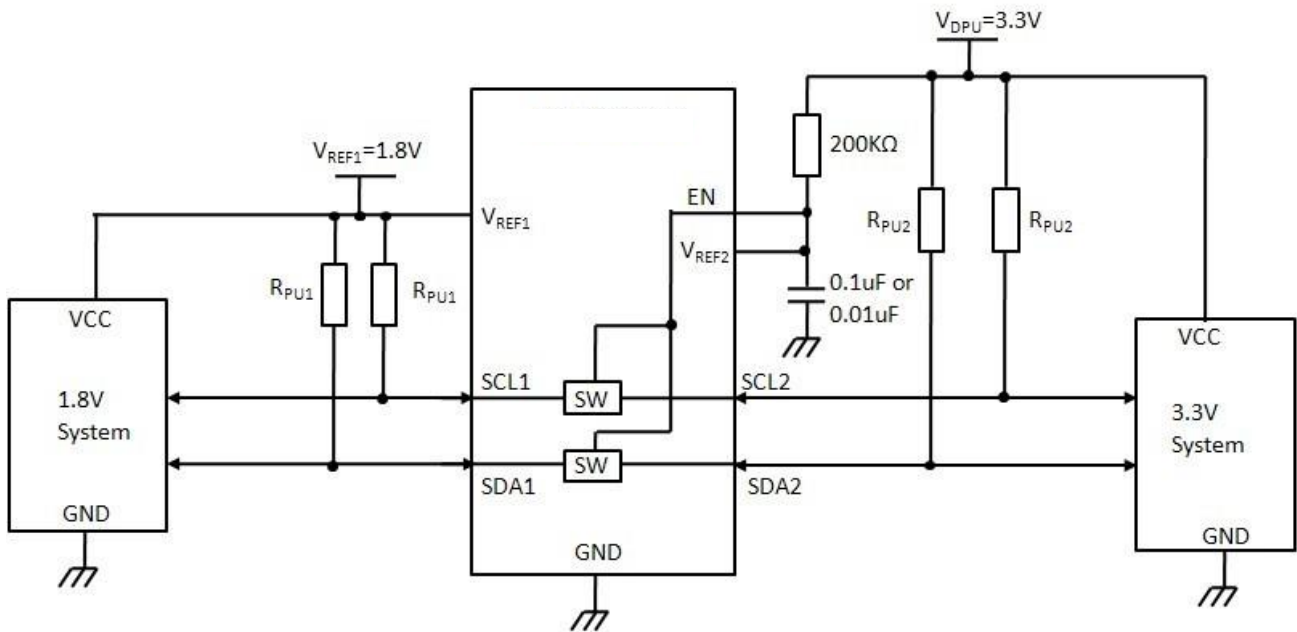 V_DPU=3.3V
200KΩ
V_REF1=1.8V
EN
V_REF1
R_PU2
R_PU2
V_REF2
R_PU1
R_PU1
0.1uF or
0.01uF
VCC
VCC
SCL1
SW
SCL2
1.8V
System
3.3V
System
SDA1
SW
SDA2
GND
GND
GND